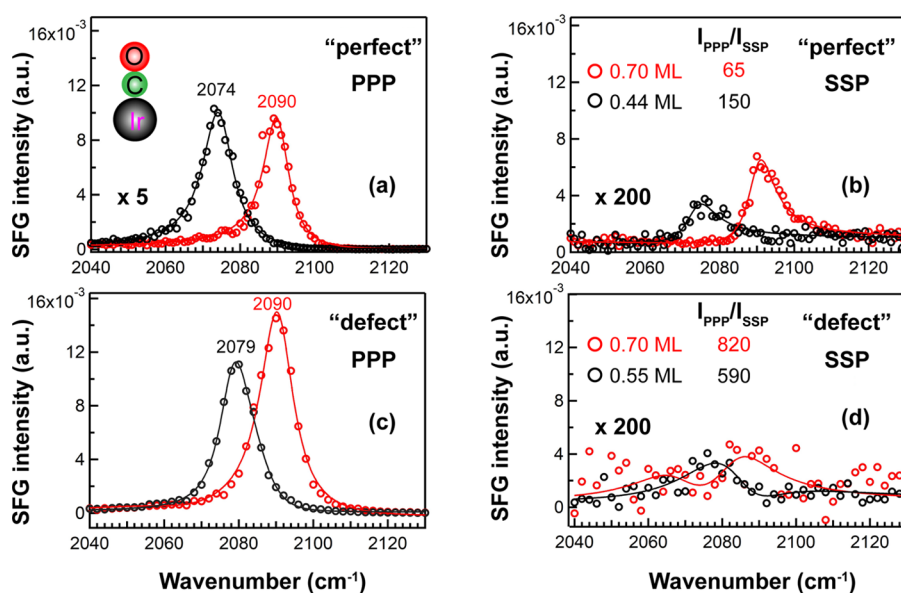 16x10⁻³
12
8
4
0
SFG intensity (a.u.)
O
C
Ir
2074
2090
“perfect”
PPP
x 5
(a)
2040 2060 2080 2100 2120
16x10⁻³
12
8
4
0
SFG intensity (a.u.)
I_PPP/I_SSP
“perfect”
SSP
0.70 ML 65
0.44 ML 150
x 200
(b)
2040 2060 2080 2100 2120
16x10⁻³
12
8
4
0
SFG intensity (a.u.)
2079
2090
“defect”
PPP
(c)
2040 2060 2080 2100 2120
Wavenumber (cm⁻¹)
16x10⁻³
12
8
4
0
SFG intensity (a.u.)
I_PPP/I_SSP
“defect”
SSP
0.70 ML 820
0.55 ML 590
x 200
(d)
2040 2060 2080 2100 2120
Wavenumber (cm⁻¹)